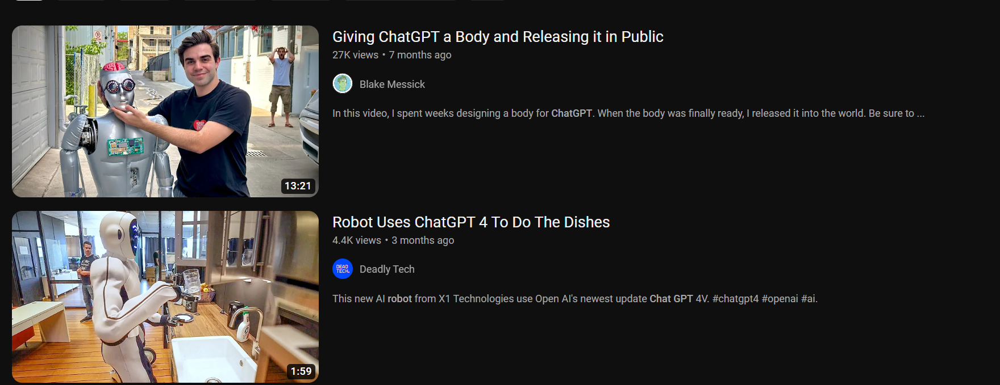 Giving ChatGPT a Body and Releasing it in Public
27K views • 7 months ago
Blake Messick
In this video, I spent weeks designing a body for ChatGPT. When the body was finally ready, I released it into the world. Be sure to ...
13:21
Robot Uses ChatGPT 4 To Do The Dishes
4.4K views • 3 months ago
DEAD
TECH.
Deadly Tech
This new AI robot from X1 Technologies use Open AI's newest update Chat GPT 4V. #chatgpt4 #openai #ai.
1:59